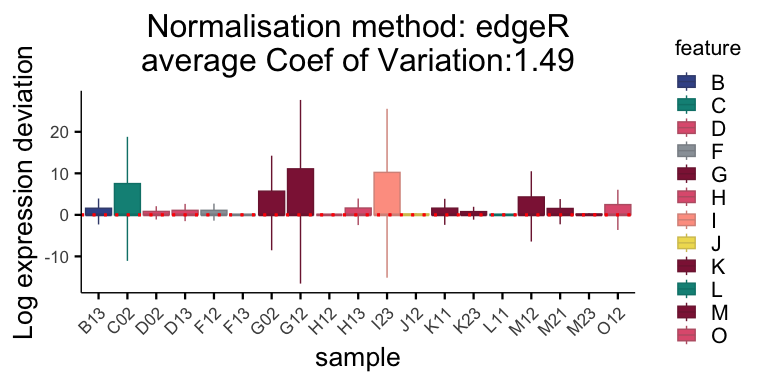 Normalisation method: edgeR
average Coef of Variation:1.49
Log expression deviation
20
10
0
-10
B13 C02 D02 D13 F12 F13 G02 G12 H12 H13 I23 J12 K11 K23 L11 M12 M21 M23 O12
sample
feature
B
C
D
F
G
H
I
J
K
L
M
O